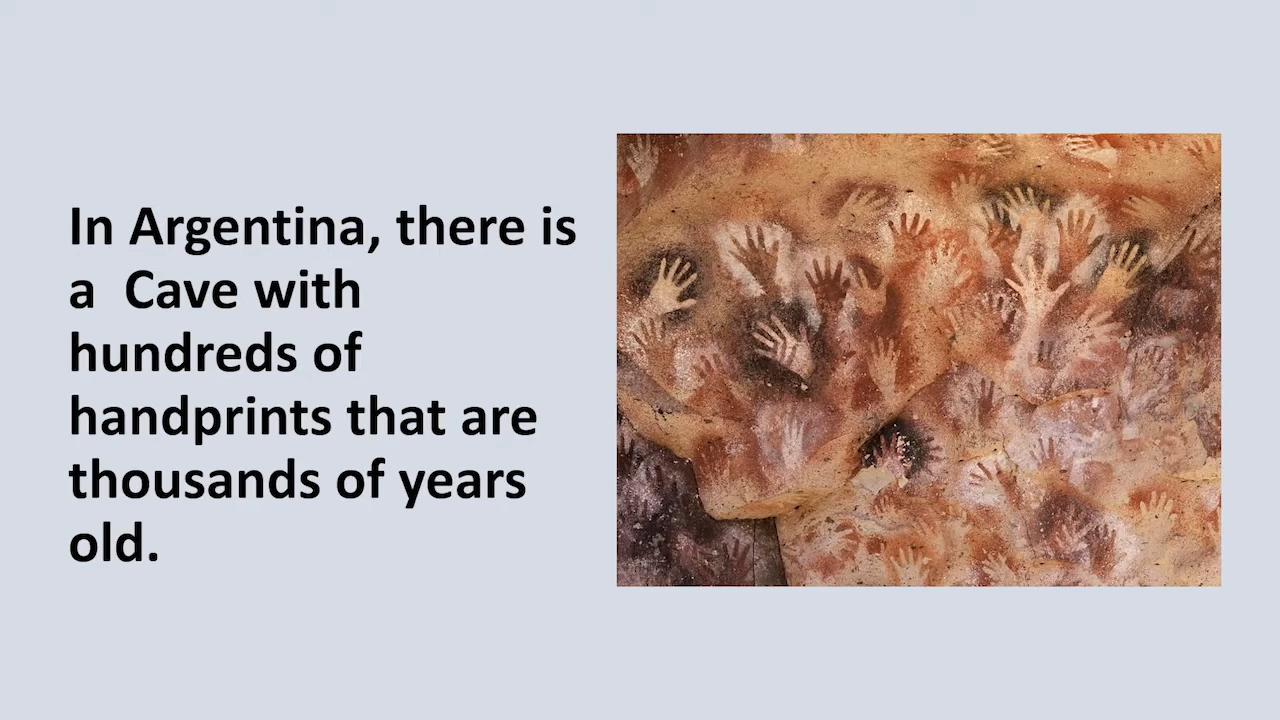 In Argentina, there is
a  Cave with
hundreds of
handprints that are
thousands of years
old.